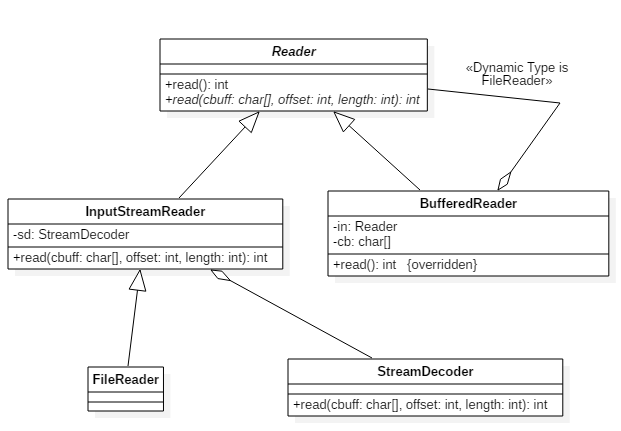 Reader
+read(): int
+read(cbuff: char[], offset: int, length: int): int
«Dynamic Type is
FileReader»
InputStreamReader
-sd: StreamDecoder
+read(cbuff: char[], offset: int, length: int): int
BufferedReader
-in: Reader
-cb: char[]
+read(): int {overridden}
FileReader
StreamDecoder
+read(cbuff: char[], offset: int, length: int): int